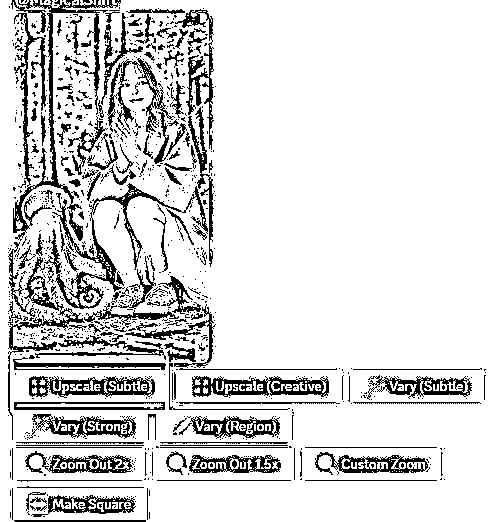 @MagicalShift
Upscale (Subtle) Upscale (Creative) Vary (Subtle)
Vary (Strong) Vary (Region)
Zoom Out 2x Zoom Out 1.5x Custom Zoom
Make Square